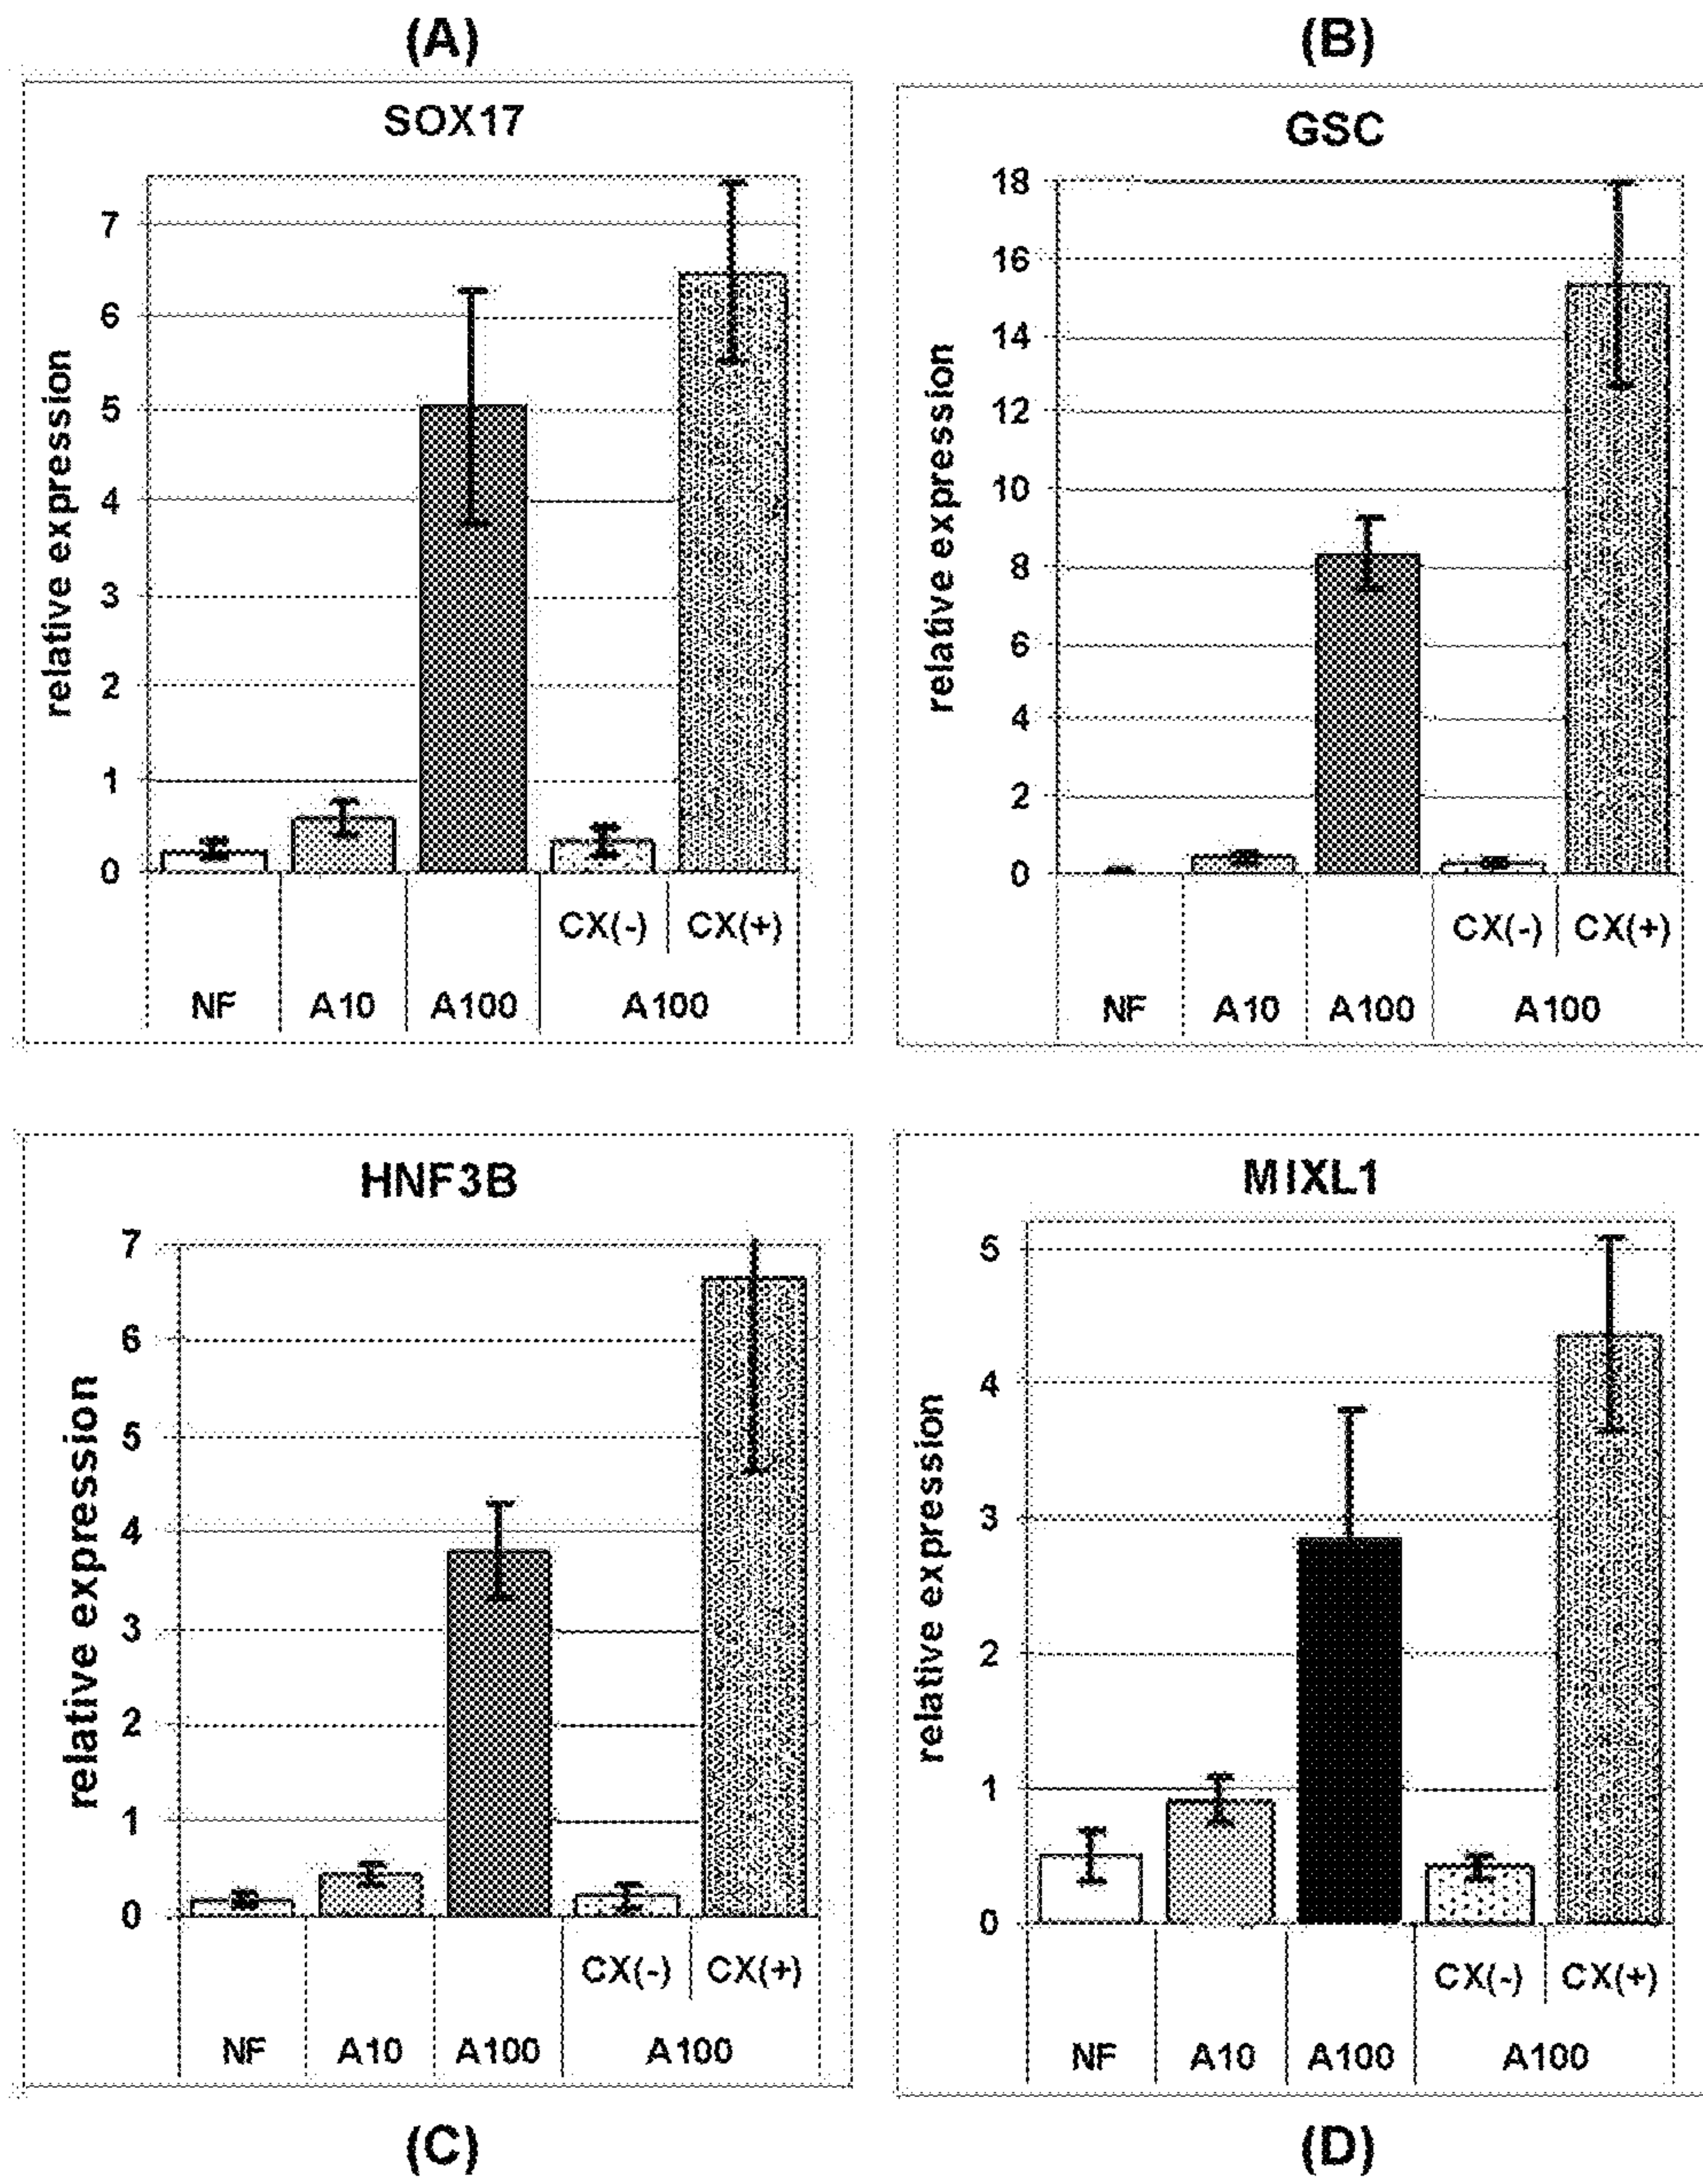 (A)
SOX17
relative expression
7
6
5
4
3
2
1
0
CX(-) CX(+)
NF A10 A100 A100
(B)
GSC
relative expression
18
16
14
12
10
8
6
4
2
0
CX(-) CX(+)
NF A10 A100 A100
HNF3B
relative expression
7
6
5
4
3
2
1
0
CX(-) CX(+)
NF A10 A100 A100
(C)
MIXL1
relative expression
5
4
3
2
1
0
CX(-) CX(+)
NF A10 A100 A100
(D)